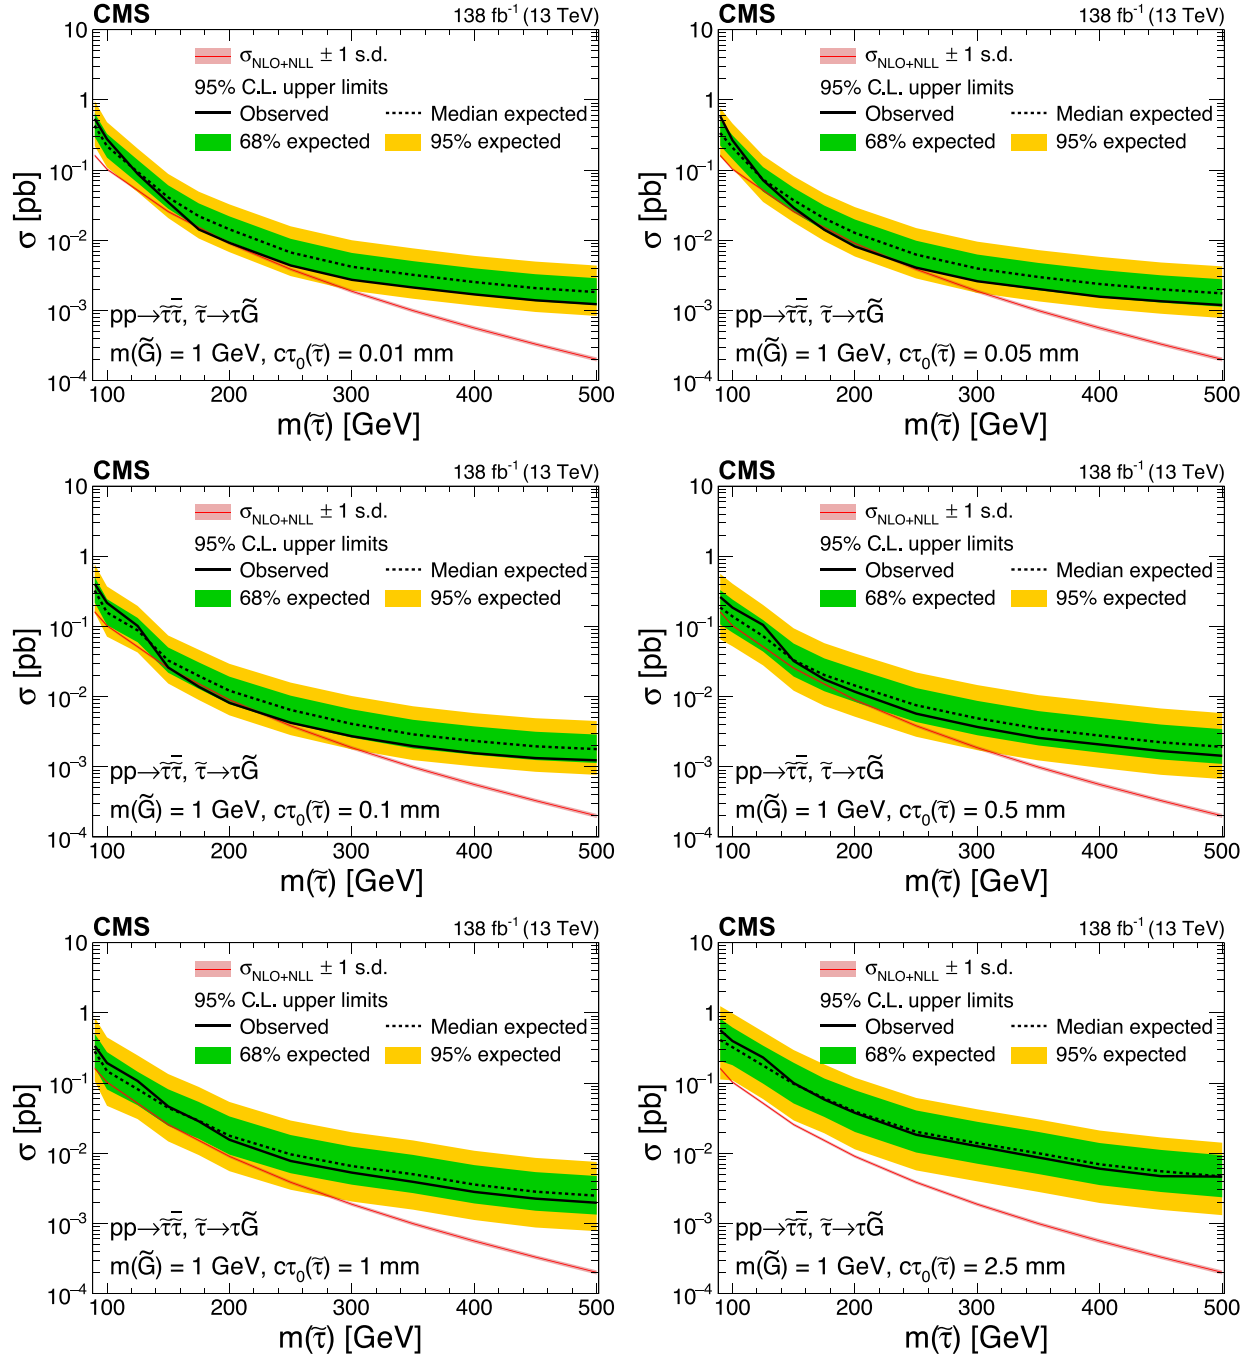 CMS 138 fb⁻¹ (13 TeV)
10
σ_NLO+NLL ± 1 s.d.
95% C.L. upper limits
1
Observed Median expected
68% expected 95% expected
10⁻¹
σ [pb]
10⁻²
10⁻³
pp→τ̃τ̃̄, τ̃→τG̃
m(G̃) = 1 GeV, cτ₀(τ̃) = 0.01 mm
10⁻⁴
100 200 300 400 500
m(τ̃) [GeV]
CMS 138 fb⁻¹ (13 TeV)
10
σ_NLO+NLL ± 1 s.d.
95% C.L. upper limits
1
Observed Median expected
68% expected 95% expected
10⁻¹
σ [pb]
10⁻²
10⁻³
pp→τ̃τ̃̄, τ̃→τG̃
m(G̃) = 1 GeV, cτ₀(τ̃) = 0.05 mm
10⁻⁴
100 200 300 400 500
m(τ̃) [GeV]
CMS 138 fb⁻¹ (13 TeV)
10
σ_NLO+NLL ± 1 s.d.
95% C.L. upper limits
1
Observed Median expected
68% expected 95% expected
10⁻¹
σ [pb]
10⁻²
10⁻³
pp→τ̃τ̃̄, τ̃→τG̃
m(G̃) = 1 GeV, cτ₀(τ̃) = 0.1 mm
10⁻⁴
100 200 300 400 500
m(τ̃) [GeV]
CMS 138 fb⁻¹ (13 TeV)
10
σ_NLO+NLL ± 1 s.d.
95% C.L. upper limits
1
Observed Median expected
68% expected 95% expected
10⁻¹
σ [pb]
10⁻²
10⁻³
pp→τ̃τ̃̄, τ̃→τG̃
m(G̃) = 1 GeV, cτ₀(τ̃) = 0.5 mm
10⁻⁴
100 200 300 400 500
m(τ̃) [GeV]
CMS 138 fb⁻¹ (13 TeV)
10
σ_NLO+NLL ± 1 s.d.
95% C.L. upper limits
1
Observed Median expected
68% expected 95% expected
10⁻¹
σ [pb]
10⁻²
10⁻³
pp→τ̃τ̃̄, τ̃→τG̃
m(G̃) = 1 GeV, cτ₀(τ̃) = 1 mm
10⁻⁴
100 200 300 400 500
m(τ̃) [GeV]
CMS 138 fb⁻¹ (13 TeV)
10
σ_NLO+NLL ± 1 s.d.
95% C.L. upper limits
1
Observed Median expected
68% expected 95% expected
10⁻¹
σ [pb]
10⁻²
10⁻³
pp→τ̃τ̃̄, τ̃→τG̃
m(G̃) = 1 GeV, cτ₀(τ̃) = 2.5 mm
10⁻⁴
100 200 300 400 500
m(τ̃) [GeV]